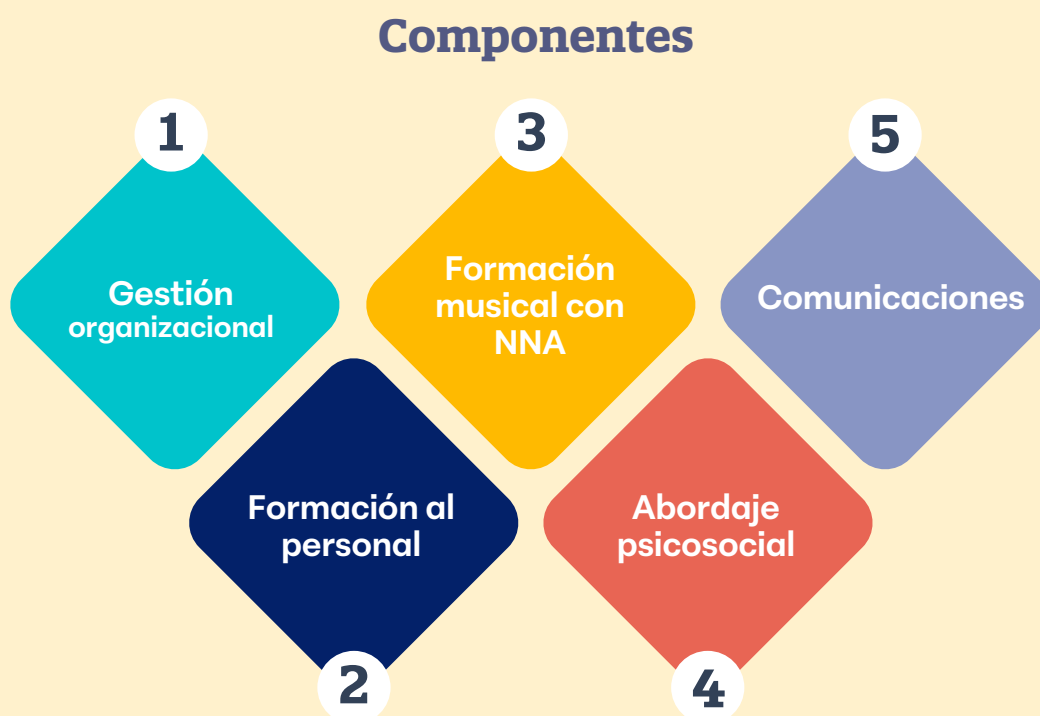 Componentes
1
Gestión
organizacional
2
Formación al
personal
3
Formación
musical con
NNA
4
Abordaje
psicosocial
5
Comunicaciones